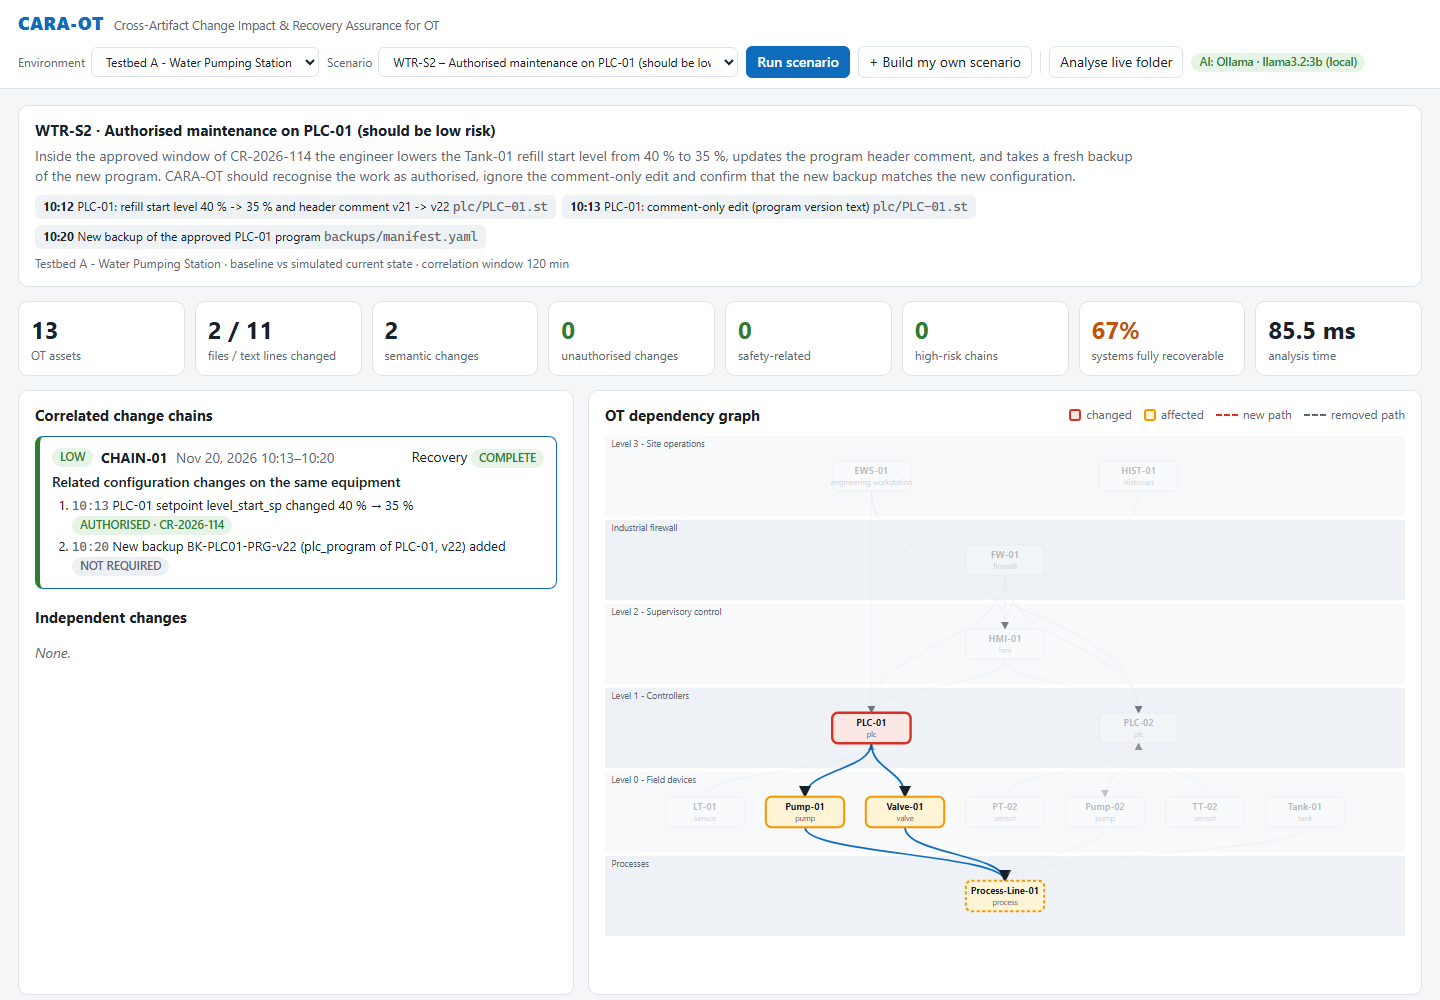 CARA-OT Cross-Artifact Change Impact & Recovery Assurance for OT
Environment Testbed A - Water Pumping Station Scenario WTR-S2 – Authorised maintenance on PLC-01 (should be lov Run scenario + Build my own scenario Analyse live folder AI: Ollama · llama3.2:3b (local)
WTR-S2 · Authorised maintenance on PLC-01 (should be low risk)
Inside the approved window of CR-2026-114 the engineer lowers the Tank-01 refill start level from 40 % to 35 %, updates the program header comment, and takes a fresh backup
of the new program. CARA-OT should recognise the work as authorised, ignore the comment-only edit and confirm that the new backup matches the new configuration.
10:12 PLC-01: refill start level 40 % -> 35 % and header comment v21 -> v22 plc/PLC-01.st 10:13 PLC-01: comment-only edit (program version text) plc/PLC-01.st
10:20 New backup of the approved PLC-01 program backups/manifest.yaml
Testbed A - Water Pumping Station · baseline vs simulated current state · correlation window 120 min
13 2 / 11 2 0 0 0 67% 85.5 ms
OT assets files / text lines changed semantic changes unauthorised changes safety-related high-risk chains systems fully recoverable analysis time
Correlated change chains
LOW CHAIN-01 Nov 20, 2026 10:13–10:20 Recovery COMPLETE
Related configuration changes on the same equipment
1. 10:13 PLC-01 setpoint level_start_sp changed 40 % → 35 %
AUTHORISED · CR-2026-114
2. 10:20 New backup BK-PLC01-PRG-v22 (plc_program of PLC-01, v22) added
NOT REQUIRED
Independent changes
None.
OT dependency graph changed affected new path removed path
Level 3 - Site operations
EWS-01 HIST-01
engineering workstation historian
Industrial firewall
FW-01
firewall
Level 2 - Supervisory control
HMI-01
hmi
Level 1 - Controllers
PLC-01 PLC-02
plc plc
Level 0 - Field devices
LT-01 Pump-01 Valve-01 PT-02 Pump-02 TT-02 Tank-01
sensor pump valve sensor pump sensor tank
Processes
Process-Line-01
process